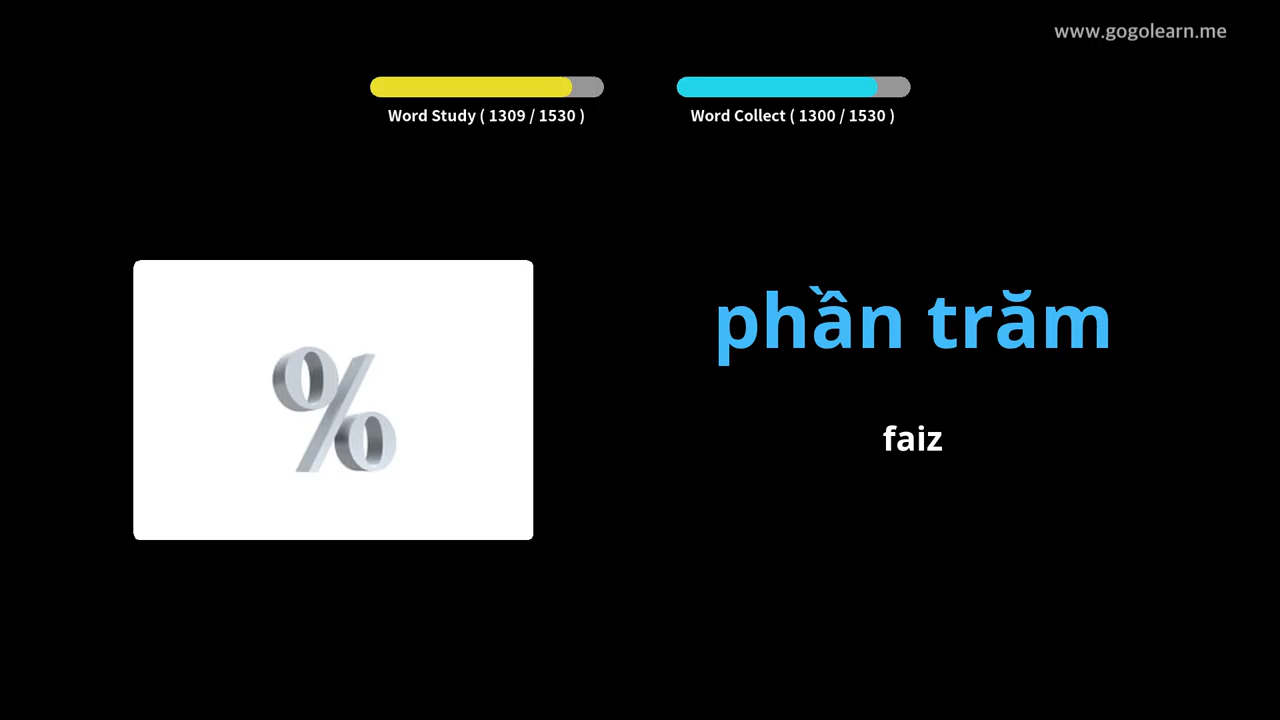 www.gogolearn.me
Word Study ( 1309 / 1530 )
Word Collect ( 1300 / 1530 )
%
phần trăm
faiz